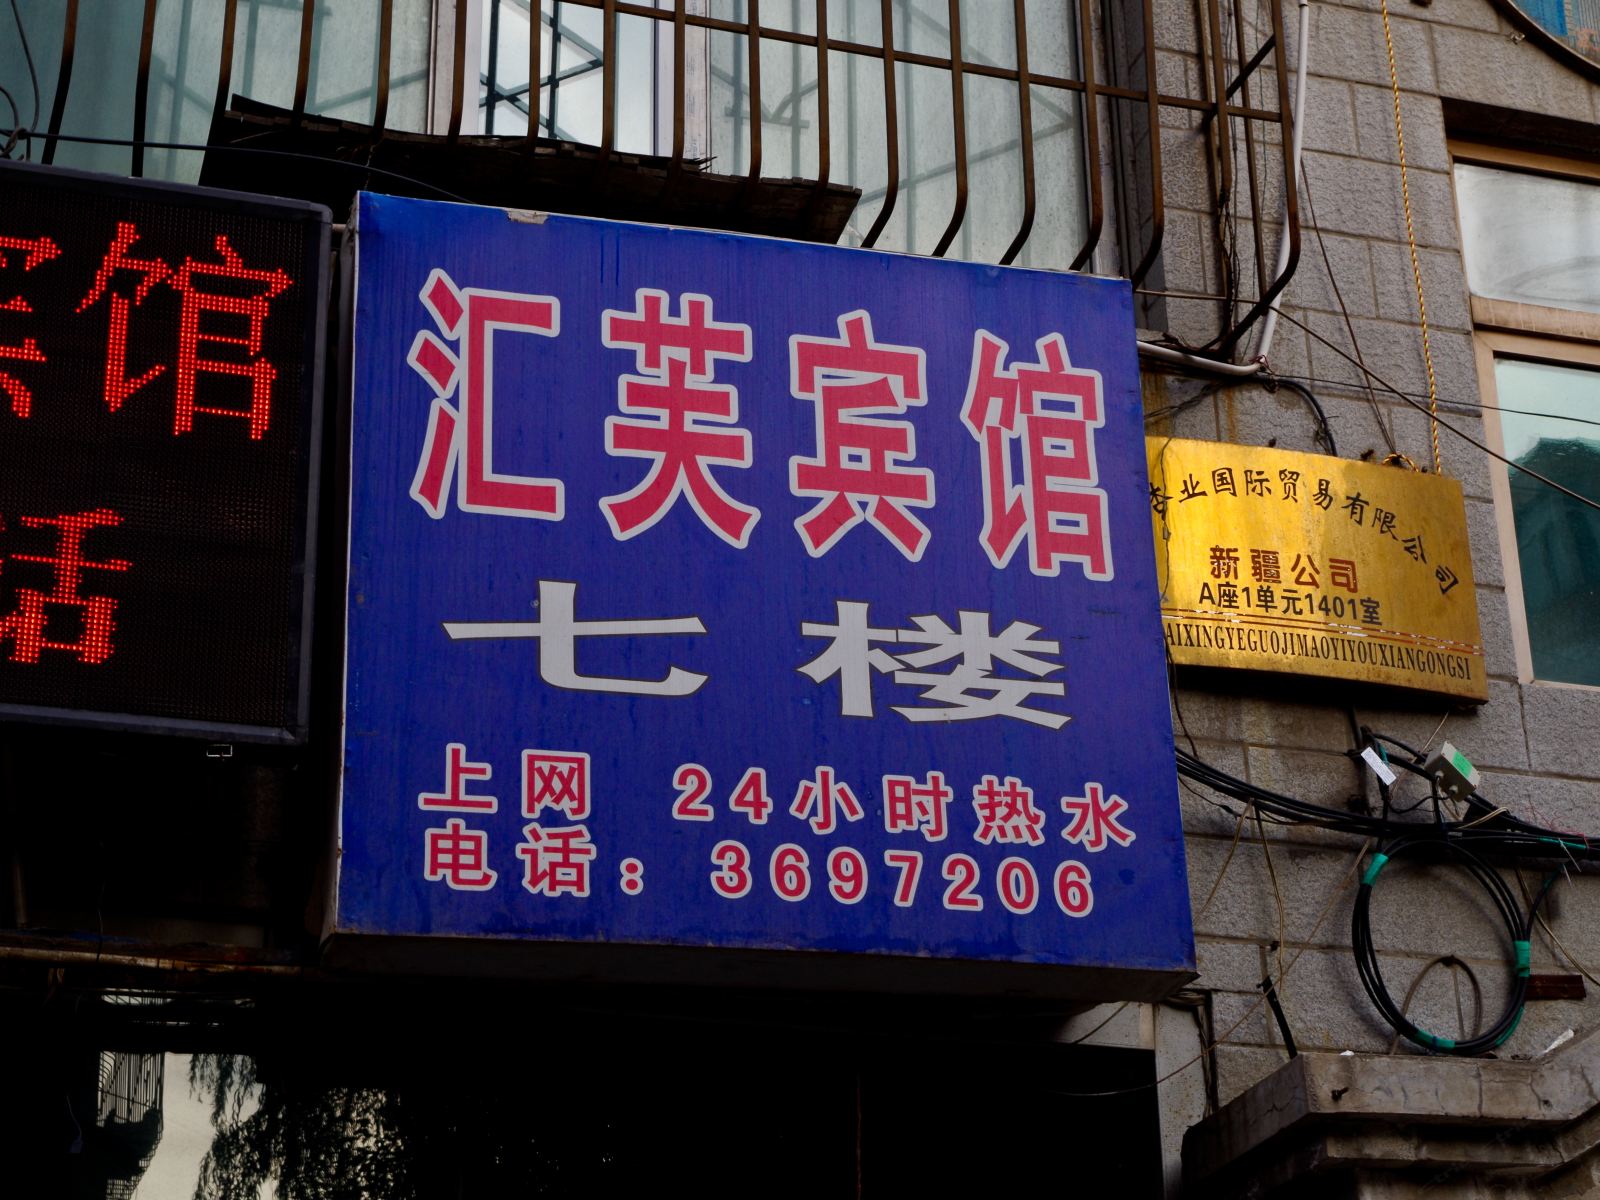 宾馆
话
汇芙宾馆
七楼
上网 24小时热水
电话：3697206
业国际贸易有限公司
新疆公司
A座1单元1401室
AIXINGYEGUOJIMAOYIYOUXIANGONGSI